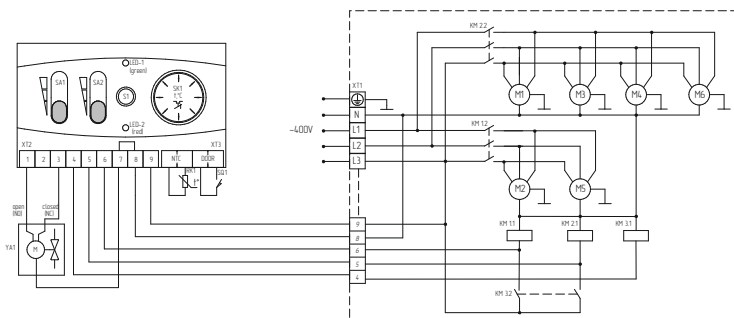 KM 2.2
LED-1
(green)
SA1
SA2
S1
SK1
t,°C
LED-2
(red)
XT1
N
L1
L2
L3
~400V
M1
M3
M4
M6
KM 1.2
M2
M5
XT2
XT3
1
2
3
4
5
6
7
8
9
NTC
DOOR
RK1
t°
SQ1
open
(NO)
closed
(NC)
YA1
M
9
8
6
5
4
KM 1.1
KM 2.1
KM 3.1
KM 3.2